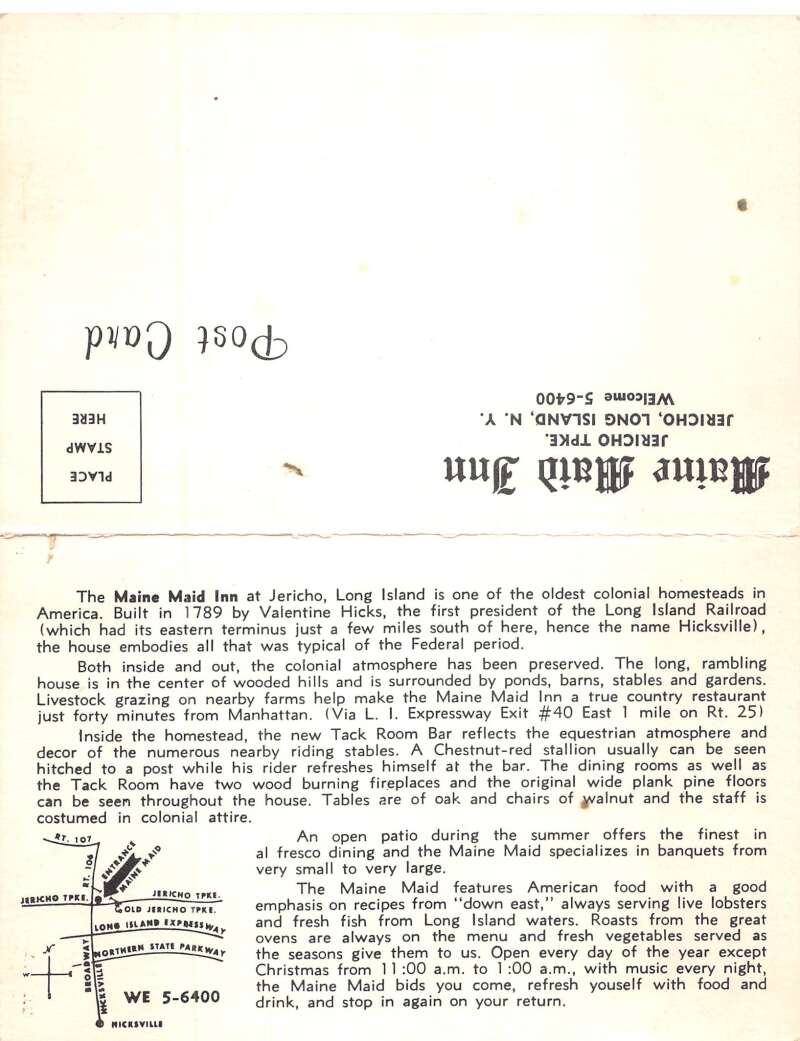 Post Card
PLACE
STAMP
HERE
Maine Maid Inn
JERICHO TPKE.
JERICHO, LONG ISLAND, N. Y.
WElcome 5-6400
The Maine Maid Inn at Jericho, Long Island is one of the oldest colonial homesteads in
America. Built in 1789 by Valentine Hicks, the first president of the Long Island Railroad
(which had its eastern terminus just a few miles south of here, hence the name Hicksville),
the house embodies all that was typical of the Federal period.
Both inside and out, the colonial atmosphere has been preserved. The long, rambling
house is in the center of wooded hills and is surrounded by ponds, barns, stables and gardens.
Livestock grazing on nearby farms help make the Maine Maid Inn a true country restaurant
just forty minutes from Manhattan. (Via L. I. Expressway Exit #40 East 1 mile on Rt. 25)
Inside the homestead, the new Tack Room Bar reflects the equestrian atmosphere and
decor of the numerous nearby riding stables. A Chestnut-red stallion usually can be seen
hitched to a post while his rider refreshes himself at the bar. The dining rooms as well as
the Tack Room have two wood burning fireplaces and the original wide plank pine floors
can be seen throughout the house. Tables are of oak and chairs of walnut and the staff is
costumed in colonial attire.
An open patio during the summer offers the finest in
al fresco dining and the Maine Maid specializes in banquets from
very small to very large.
The Maine Maid features American food with a good
emphasis on recipes from "down east," always serving live lobsters
and fresh fish from Long Island waters. Roasts from the great
ovens are always on the menu and fresh vegetables served as
the seasons give them to us. Open every day of the year except
Christmas from 11:00 a.m. to 1:00 a.m., with music every night,
the Maine Maid bids you come, refresh youself with food and
drink, and stop in again on your return.
RT. 107
RT. 106
ENTRANCE
MAINE MAID
JERICHO TPKE.
JERICHO TPKE.
OLD JERICHO TPKE.
LONG ISLAND EXPRESSWAY
NORTHERN STATE PARKWAY
BROADWAY
HICKSVILLE
N
W
WE 5-6400
HICKSVILLE